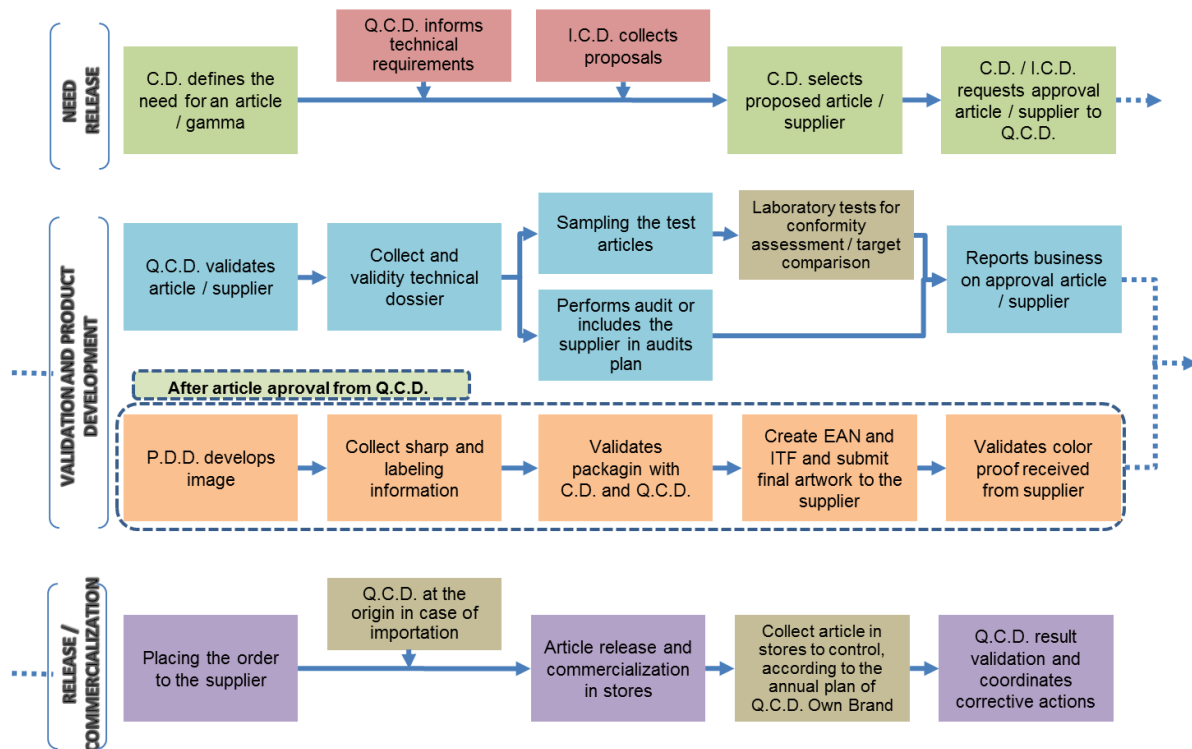 NEED
RELEASE
C.D. defines the
need for an article
/ gamma
Q.C.D. informs
technical
requirements
I.C.D. collects
proposals
C.D. selects
proposed article /
supplier
C.D. / I.C.D.
requests approval
article / supplier to
Q.C.D.
VALIDATION AND PRODUCT
DEVELOPMENT
Q.C.D. validates
article / supplier
Collect and
validity technical
dossier
Sampling the test
articles
Laboratory tests for
conformity
assessment / target
comparison
Performs audit or
includes the
supplier in audits
plan
Reports business
on approval article
/ supplier
After article aproval from Q.C.D.
P.D.D. develops
image
Collect sharp and
labeling
information
Validates
packagin with
C.D. and Q.C.D.
Create EAN and
ITF and submit
final artwork to the
supplier
Validates color
proof received
from supplier
RELEASE /
COMMERCIALIZATION
Placing the order
to the supplier
Q.C.D. at the
origin in case of
importation
Article release and
commercialization
in stores
Collect article in
stores to control,
according to the
annual plan of
Q.C.D. Own Brand
Q.C.D. result
validation and
coordinates
corrective actions